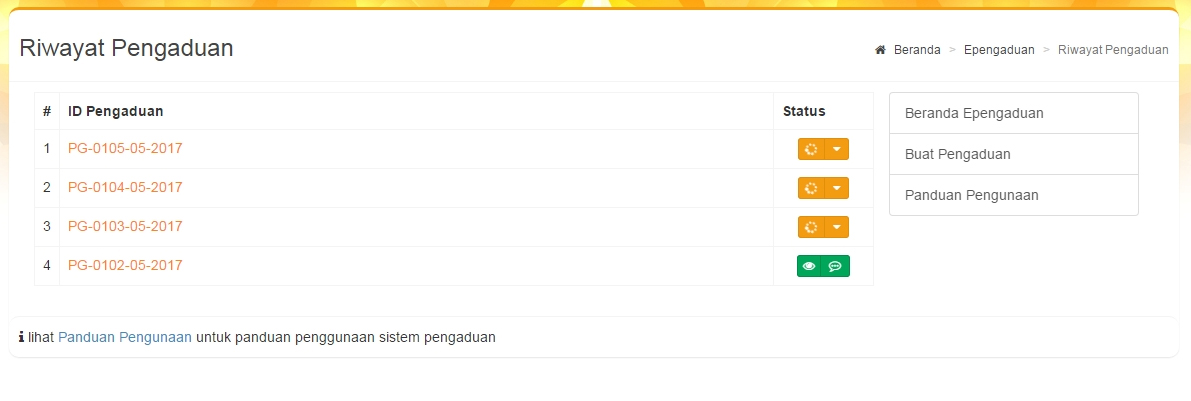 Riwayat Pengaduan
Beranda > Epengaduan > Riwayat Pengaduan
# ID Pengaduan Status
1 PG-0105-05-2017
2 PG-0104-05-2017
3 PG-0103-05-2017
4 PG-0102-05-2017
Beranda Epengaduan
Buat Pengaduan
Panduan Pengunaan
lihat Panduan Pengunaan untuk panduan penggunaan sistem pengaduan